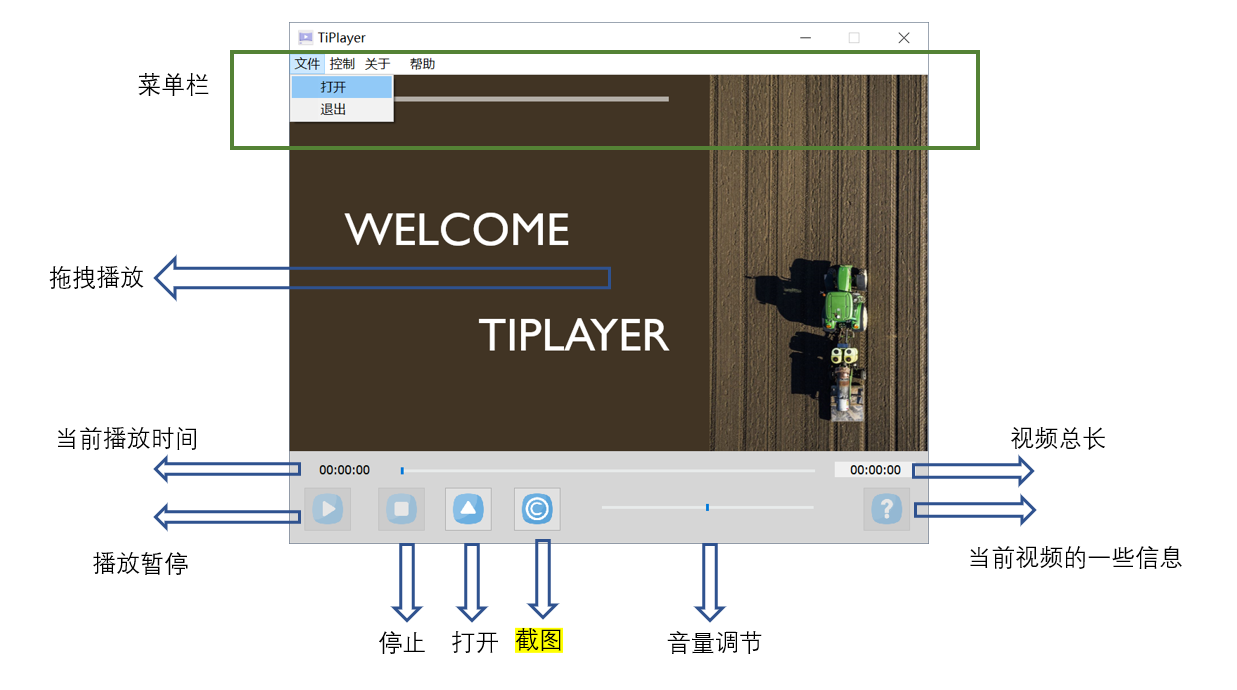 TiPlayer
文件 控制 关于 帮助
菜单栏
打开
退出
WELCOME
拖拽播放
TIPLAYER
当前播放时间
视频总长
00:00:00
00:00:00
播放暂停
当前视频的一些信息
停止
打开
截图
音量调节